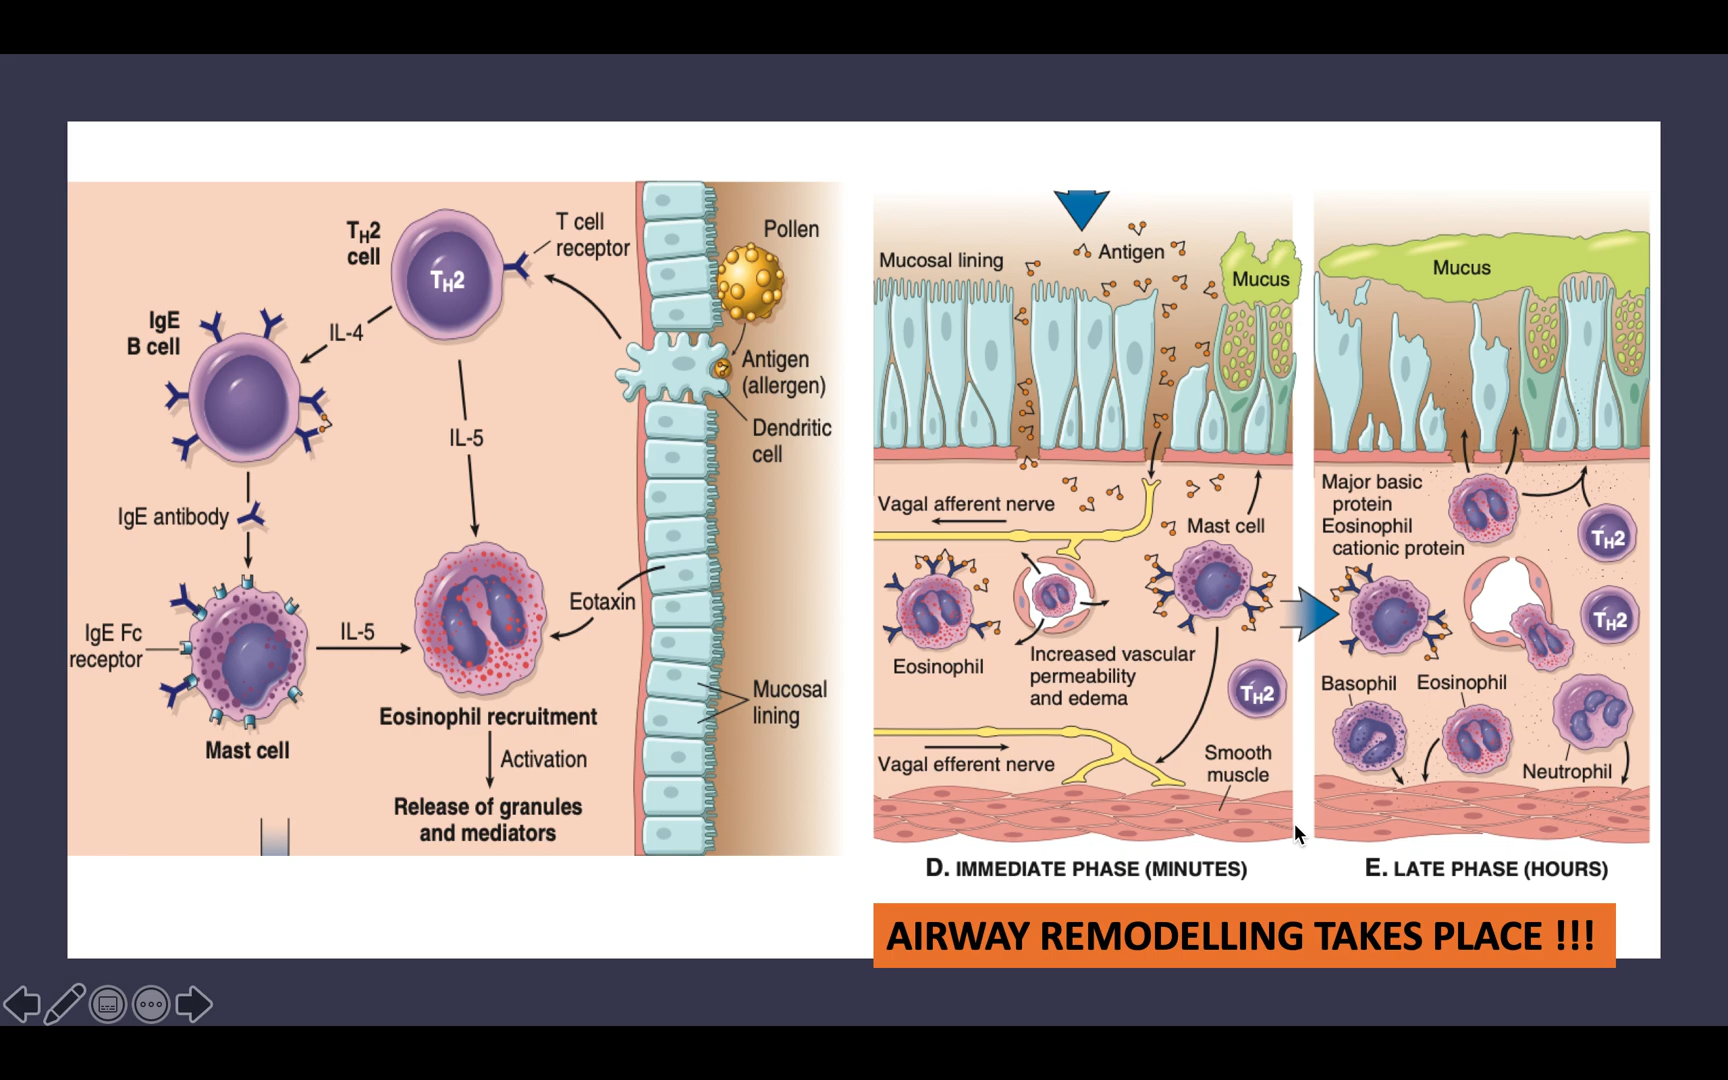 TH2
cell
T cell
receptor
TH2
Pollen
IgE
B cell
IL-4
Antigen
(allergen)
Dendritic
cell
IL-5
IgE antibody
Eotaxin
IgE Fc
receptor
IL-5
Mucosal
lining
Mast cell
Eosinophil recruitment
Activation
Release of granules
and mediators
Mucosal lining
Antigen
Mucus
Vagal afferent nerve
Mast cell
Eosinophil
Increased vascular
permeability
and edema
TH2
Vagal efferent nerve
Smooth
muscle
D. IMMEDIATE PHASE (MINUTES)
Mucus
Major basic
protein
Eosinophil
cationic protein
TH2
TH2
Basophil
Eosinophil
Neutrophil
E. LATE PHASE (HOURS)
AIRWAY REMODELLING TAKES PLACE !!!